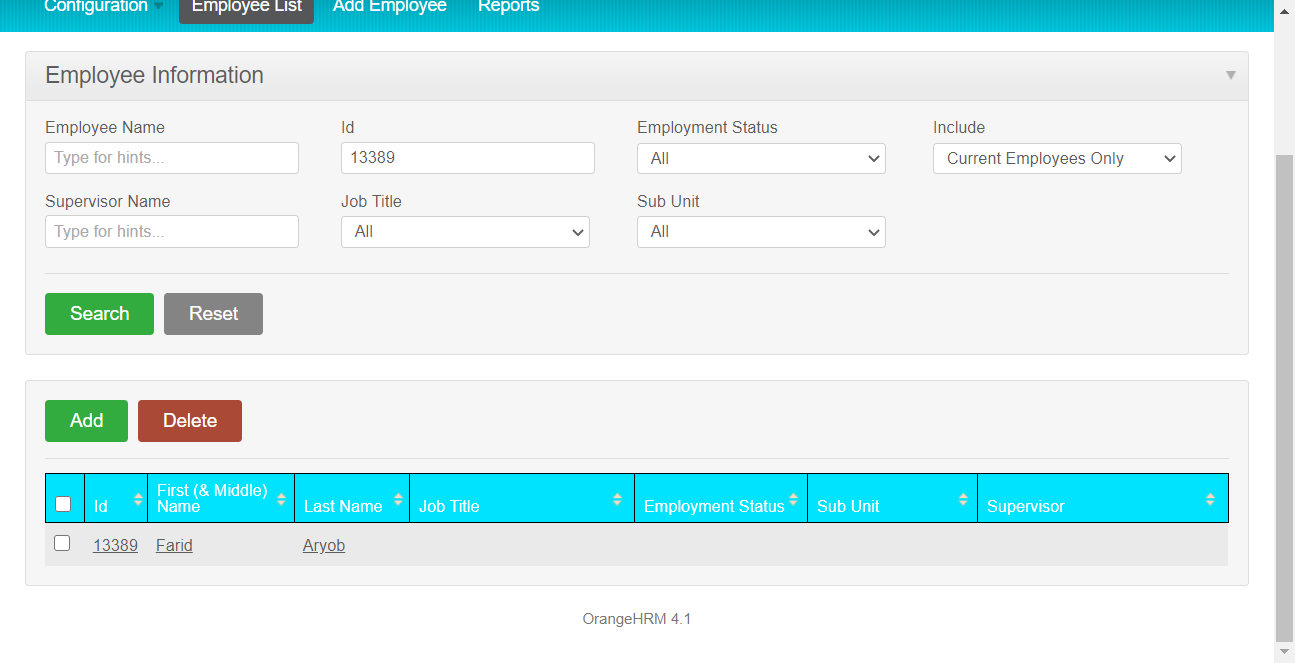 Configuration Employee List Add Employee Reports
Employee Information
Employee Name Id Employment Status Include
Type for hints... 13389 All Current Employees Only
Supervisor Name Job Title Sub Unit
Type for hints... All All
Search Reset
Add Delete
Id First (& Middle) Name Last Name Job Title Employment Status Sub Unit Supervisor
13389 Farid Aryob
OrangeHRM 4.1